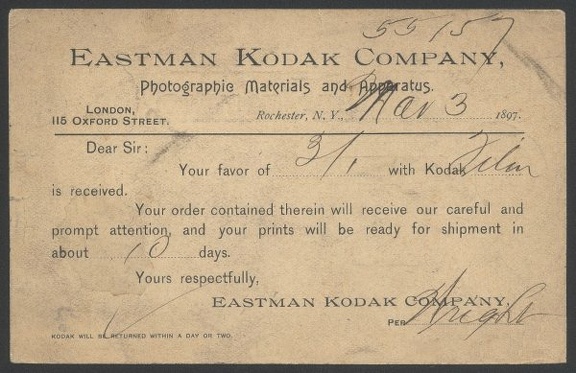 55157
EASTMAN KODAK COMPANY,
Photographic Materials and Apparatus.
LONDON,
115 OXFORD STREET.
Rochester, N. Y., Mar 3 1897.
Dear Sir:
Your favor of 3/1 with Kodak Film
is received.
Your order contained therein will receive our careful and
prompt attention, and your prints will be ready for shipment in
about 10 days.
Yours respectfully,
EASTMAN KODAK COMPANY,
PER Wright
KODAK WILL BE RETURNED WITHIN A DAY OR TWO.